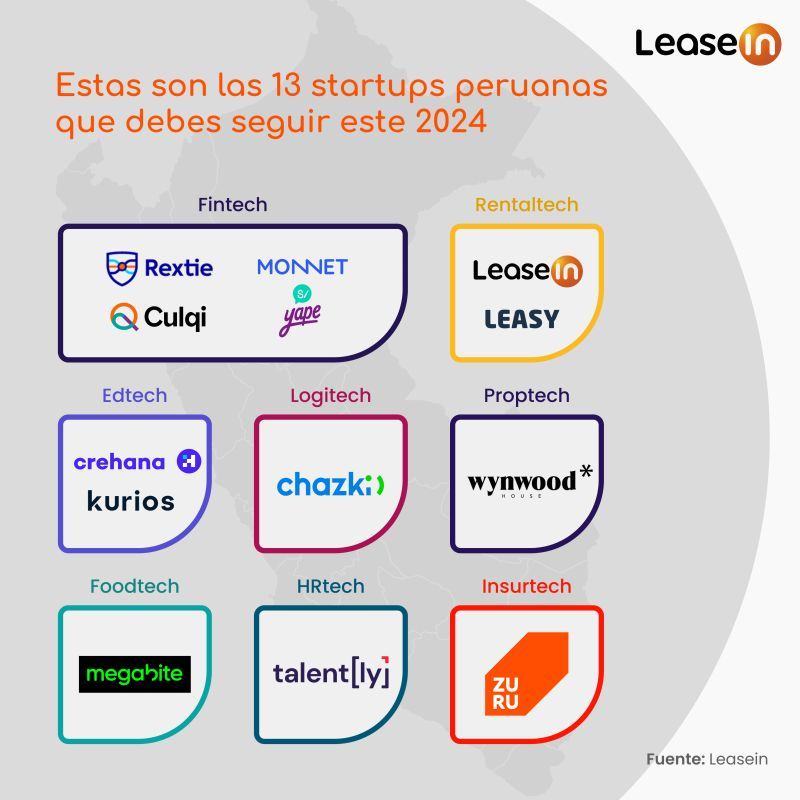 Leasein
Estas son las 13 startups peruanas
que debes seguir este 2024
Fintech
Rextie
MONNET
Culqi
S/
yape
Rentaltech
Leasein
LEASY
Edtech
crehana
kurios
Logitech
chazki
Proptech
wynwood*
HOUSE
Foodtech
megabite
HRtech
talent[ly]
Insurtech
ZU
RU
Fuente: Leasein